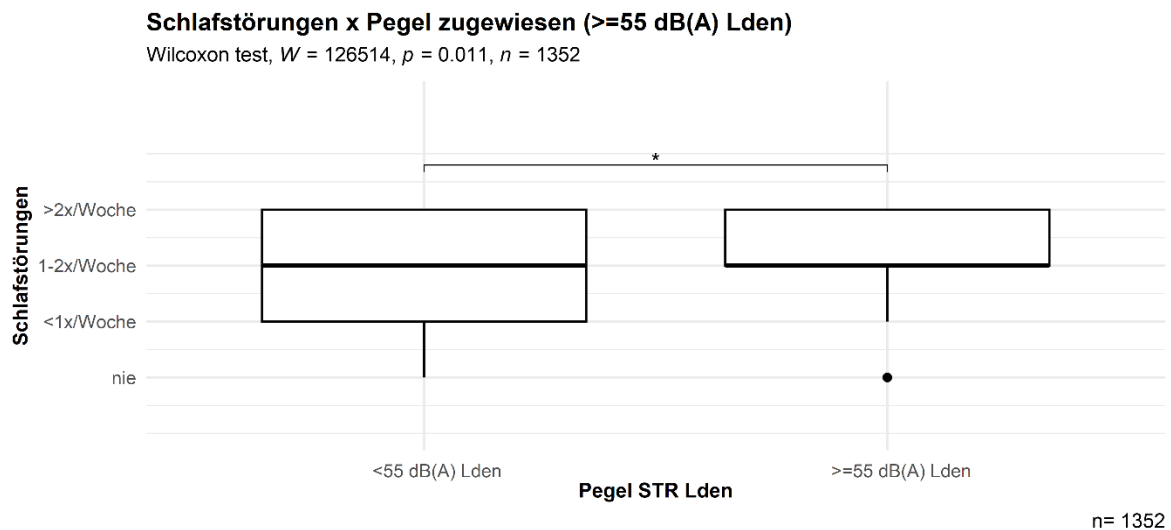 Schlafstörungen x Pegel zugewiesen (>=55 dB(A) Lden)
Wilcoxon test, W = 126514, p = 0.011, n = 1352
*
Schlafstörungen
>2x/Woche
1-2x/Woche
<1x/Woche
nie
<55 dB(A) Lden
>=55 dB(A) Lden
Pegel STR Lden
n= 1352